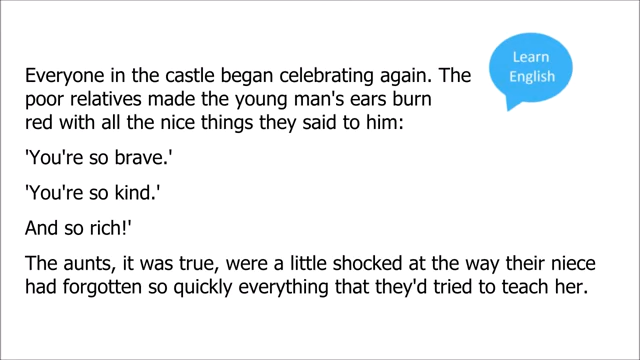 Learn
English
Everyone in the castle began celebrating again. The
poor relatives made the young man's ears burn
red with all the nice things they said to him:
'You're so brave.'
'You're so kind.'
And so rich!'
The aunts, it was true, were a little shocked at the way their niece
had forgotten so quickly everything that they'd tried to teach her.